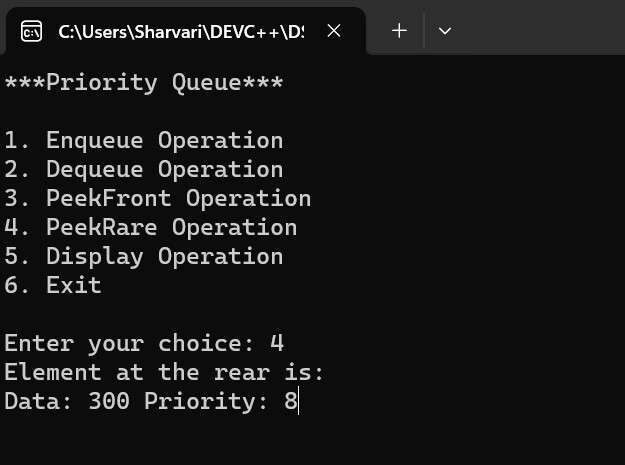 C:\Users\Sharvari\DEVC++\DS
***Priority Queue***
1. Enqueue Operation
2. Dequeue Operation
3. PeekFront Operation
4. PeekRare Operation
5. Display Operation
6. Exit
Enter your choice: 4
Element at the rear is:
Data: 300 Priority: 8